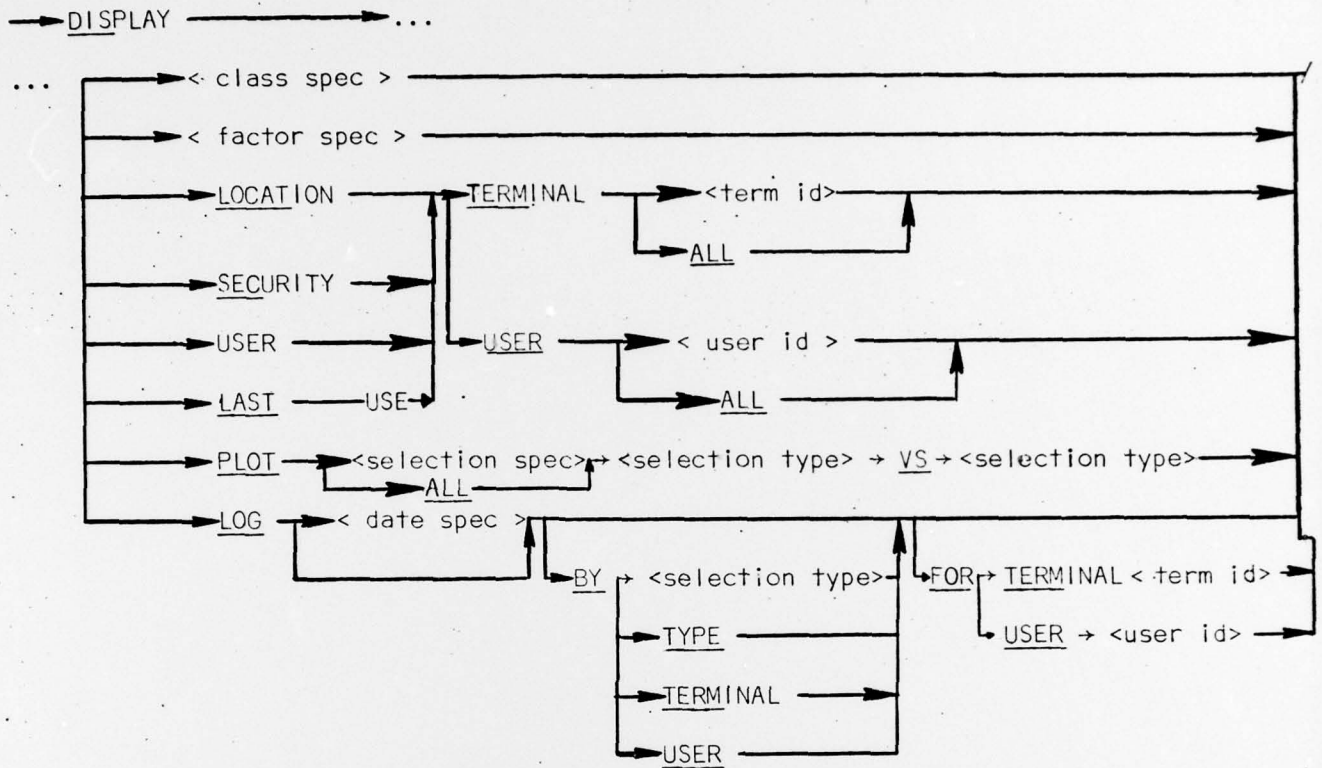 DISPLAY ...
... < class spec >
< factor spec >
LOCATION TERMINAL <term id>
ALL
SECURITY
USER USER < user id >
LAST USE ALL
PLOT <selection spec> <selection type> VS <selection type>
ALL
LOG < date spec >
BY <selection type> FOR TERMINAL < term id>
TYPE USER <user id>
TERMINAL
USER